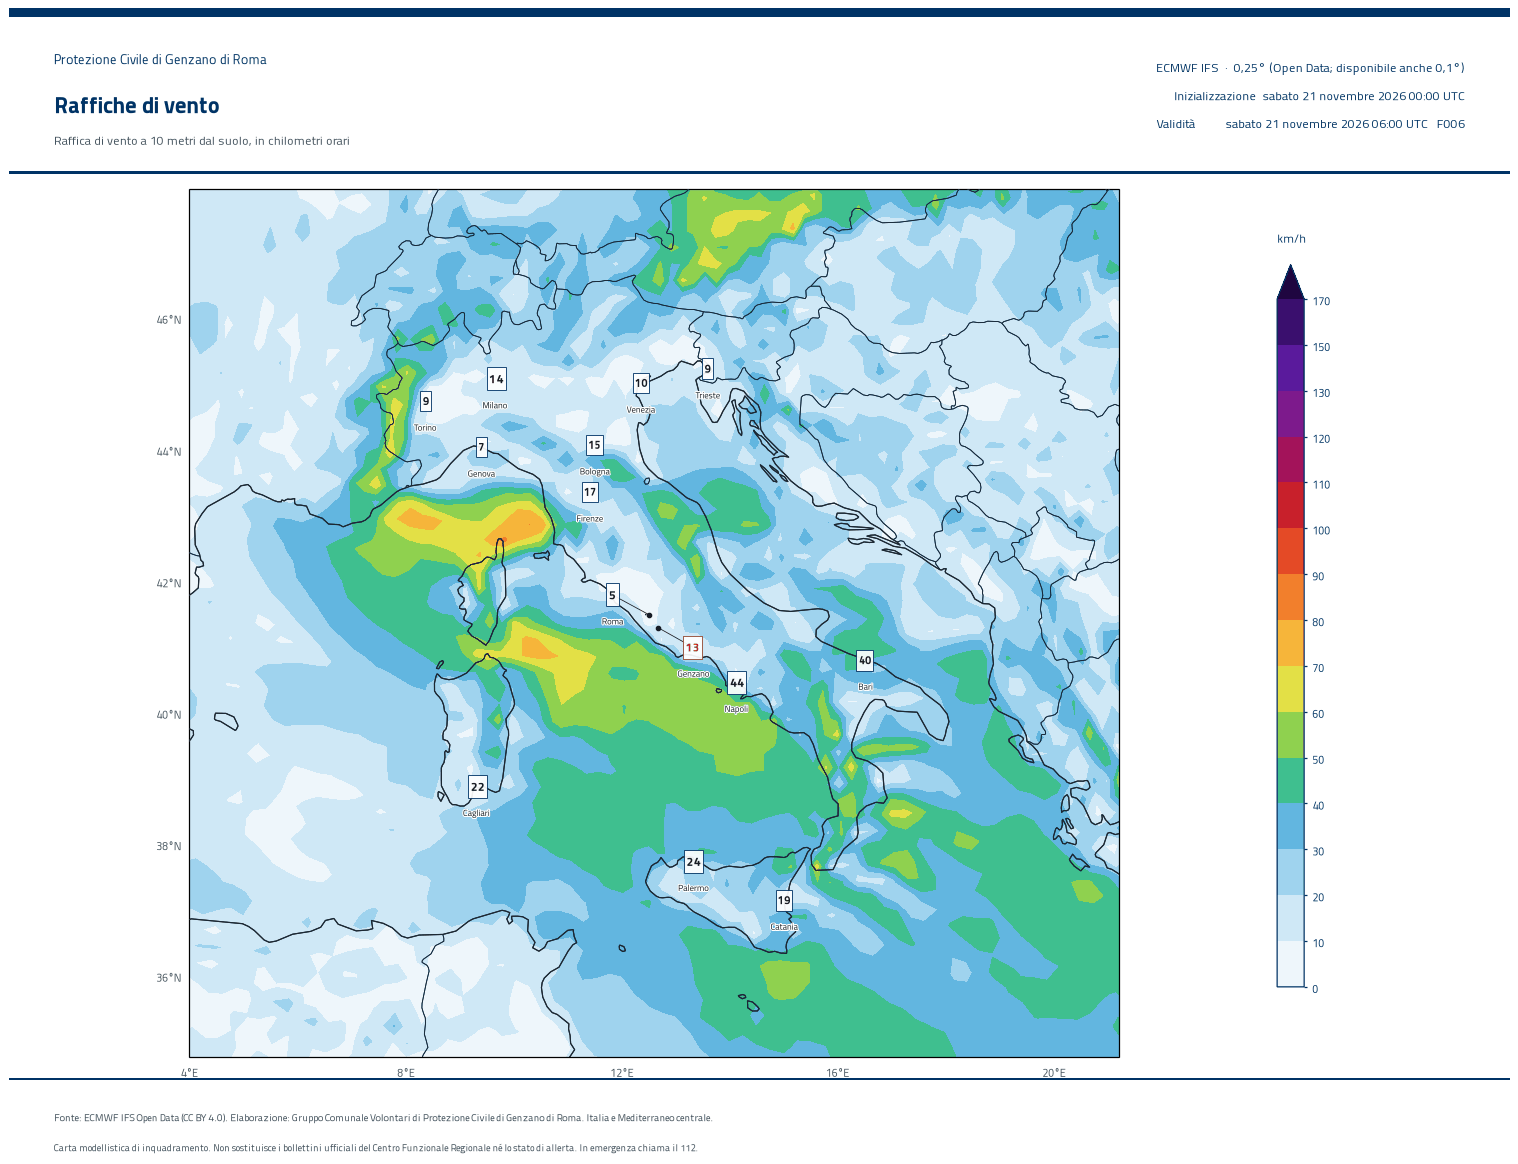 Protezione Civile di Genzano di Roma
Raffiche di vento
Raffica di vento a 10 metri dal suolo, in chilometri orari
ECMWF IFS · 0,25° (Open Data; disponibile anche 0,1°)
Inizializzazione sabato 21 novembre 2026 00:00 UTC
Validità sabato 21 novembre 2026 06:00 UTC F006
km/h
170
150
130
120
110
100
90
80
70
60
50
40
30
20
10
0
46°N
44°N
42°N
40°N
38°N
36°N
4°E
8°E
12°E
16°E
20°E
14
Milano
9
Torino
10
Venezia
9
Trieste
7
Genova
15
Bologna
17
Firenze
5
Roma
13
Genzano
44
Napoli
40
Bari
22
Cagliari
24
Palermo
19
Catania
Fonte: ECMWF IFS Open Data (CC BY 4.0). Elaborazione: Gruppo Comunale Volontari di Protezione Civile di Genzano di Roma. Italia e Mediterraneo centrale.
Carta modellistica di inquadramento. Non sostituisce i bollettini ufficiali del Centro Funzionale Regionale né lo stato di allerta. In emergenza chiama il 112.